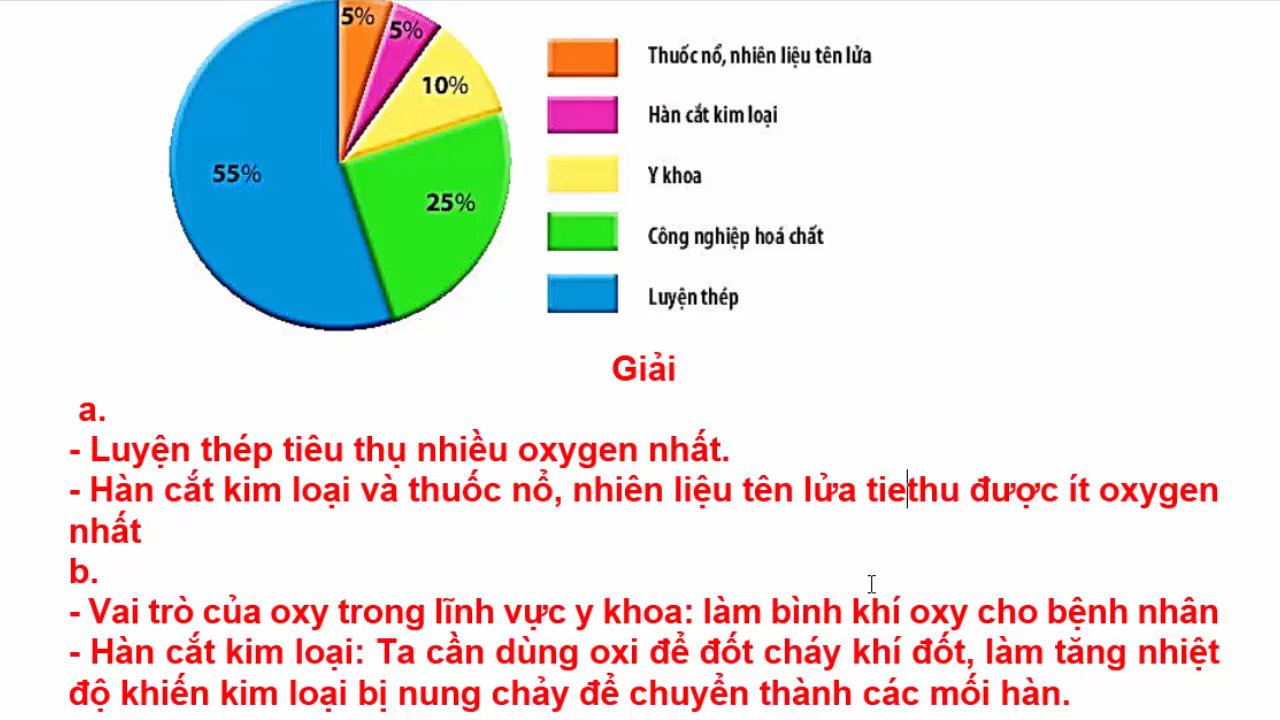 5%
5%
10%
25%
55%
Thuốc nổ, nhiên liệu tên lửa
Hàn cắt kim loại
Y khoa
Công nghiệp hoá chất
Luyện thép
Giải
a.
- Luyện thép tiêu thụ nhiều oxygen nhất.
- Hàn cắt kim loại và thuốc nổ, nhiên liệu tên lửa tiethu được ít oxygen
nhất
b.
- Vai trò của oxy trong lĩnh vực y khoa: làm bình khí oxy cho bệnh nhân
- Hàn cắt kim loại: Ta cần dùng oxi để đốt cháy khí đốt, làm tăng nhiệt
độ khiến kim loại bị nung chảy để chuyển thành các mối hàn.